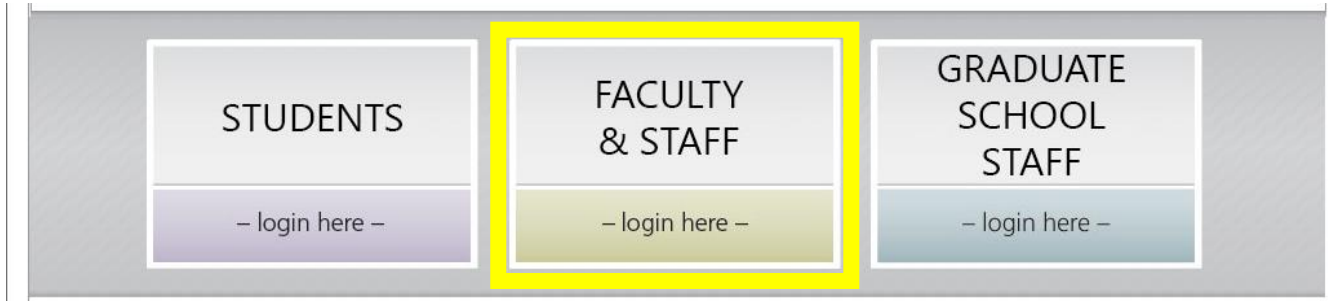 STUDENTS
– login here –
FACULTY
& STAFF
– login here –
GRADUATE
SCHOOL
STAFF
– login here –